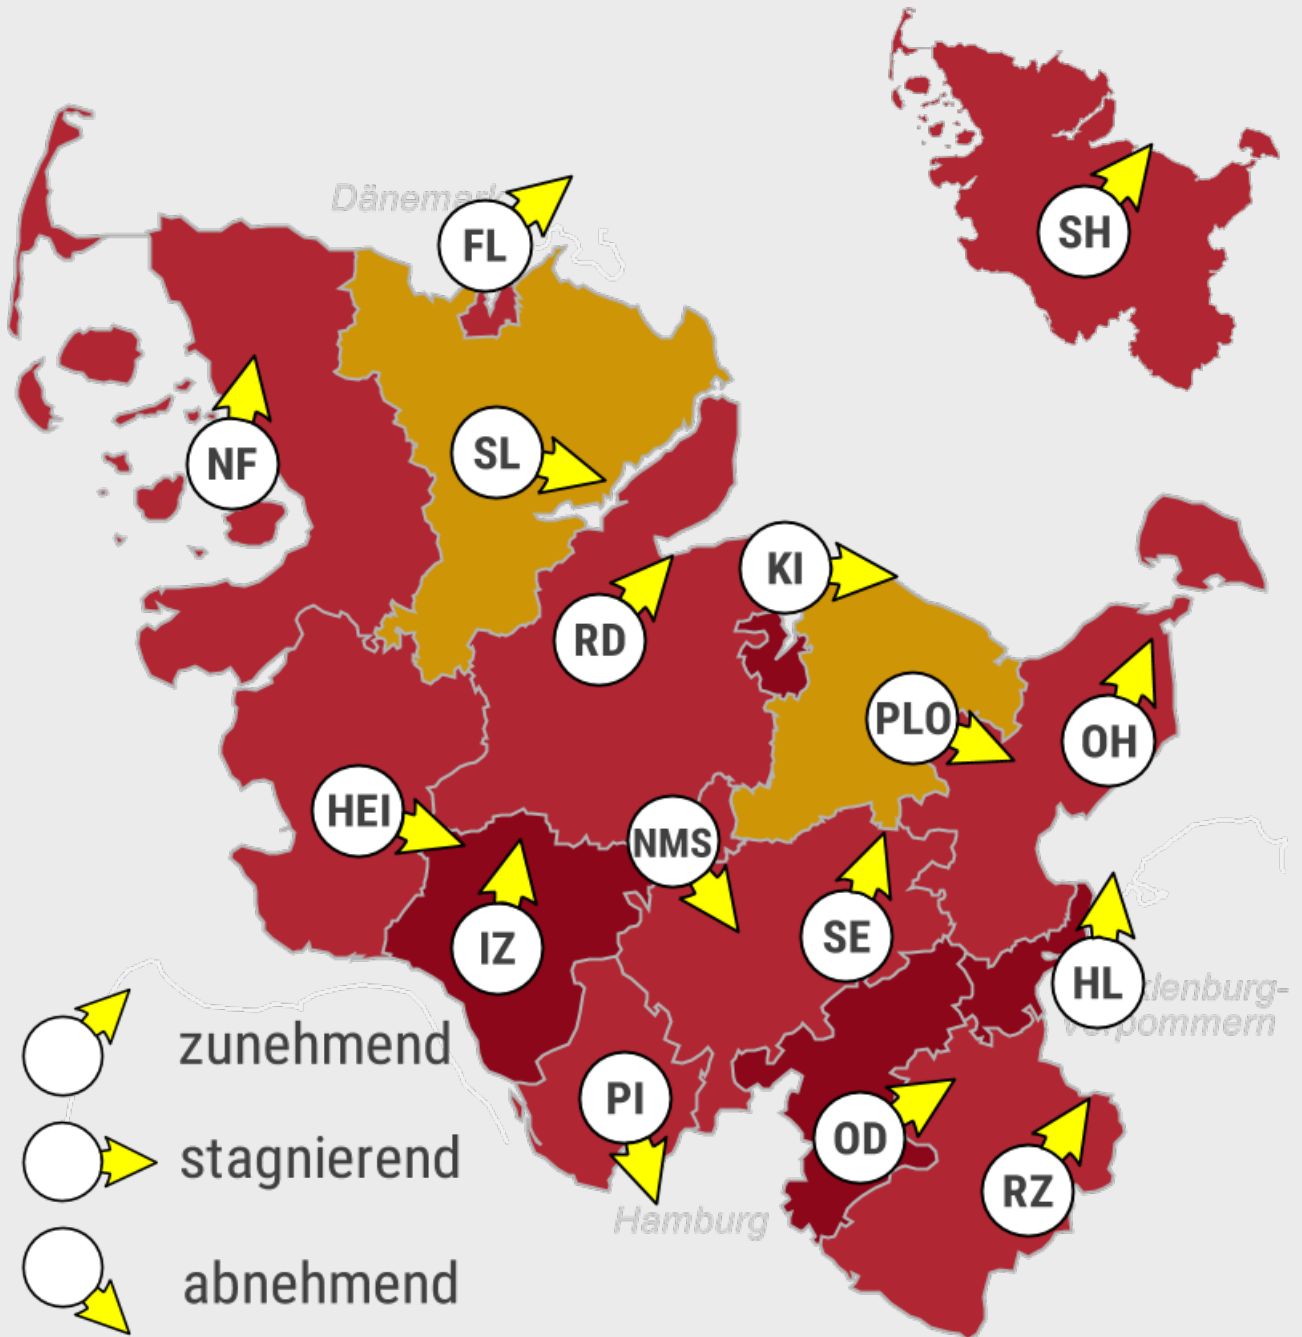 SH
Dänemark
FL
SL
NF
KI
RD
PLO
OH
HEI
NMS
SE
IZ
HL
klenburg-
Vorpommern
zunehmend
PI
OD
stagnierend
RZ
Hamburg
abnehmend